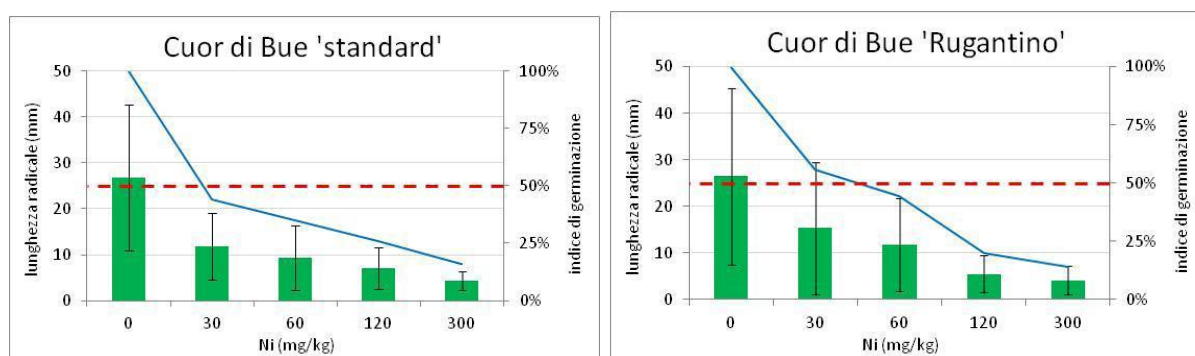 Cuor di Bue 'standard'
lunghezza radicale (mm)
50
40
30
20
10
0
100%
75%
50%
25%
0%
indice di germinazione
0 30 60 120 300
Ni (mg/kg)
Cuor di Bue 'Rugantino'
lunghezza radicale (mm)
50
40
30
20
10
0
100%
75%
50%
25%
0%
indice di germinazione
0 30 60 120 300
Ni (mg/kg)